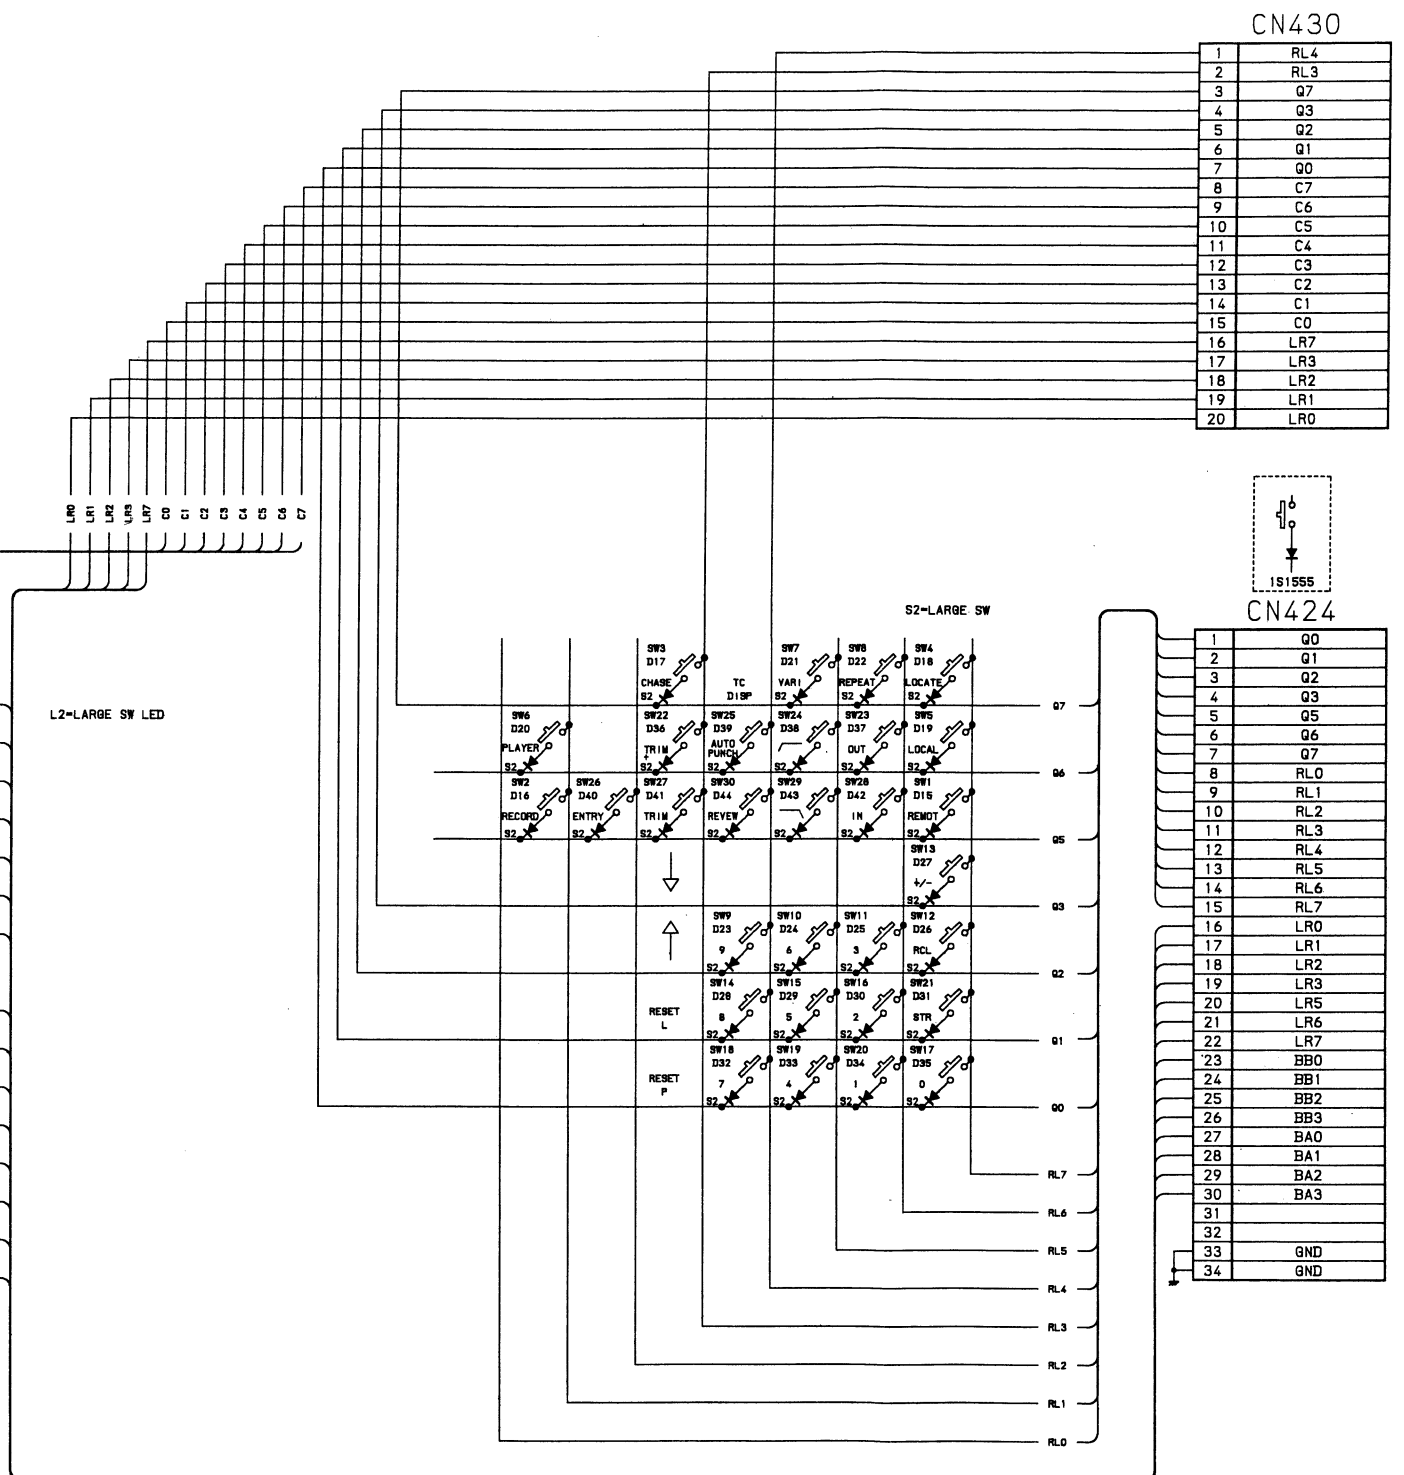 CN430
1 RL4
2 RL3
3 Q7
4 Q3
5 Q2
6 Q1
7 Q0
8 C7
9 C6
10 C5
11 C4
12 C3
13 C2
14 C1
15 C0
16 LR7
17 LR3
18 LR2
19 LR1
20 LR0
LR0 LR1 LR2 LR3 LR7 C0 C1 C2 C3 C4 C5 C6 C7
1S1555
S2=LARGE SW
L2=LARGE SW LED
CN424
1 Q0
2 Q1
3 Q2
4 Q3
5 Q5
6 Q6
7 Q7
8 RL0
9 RL1
10 RL2
11 RL3
12 RL4
13 RL5
14 RL6
15 RL7
16 LR0
17 LR1
18 LR2
19 LR3
20 LR5
21 LR6
22 LR7
23 BB0
24 BB1
25 BB2
26 BB3
27 BA0
28 BA1
29 BA2
30 BA3
31
32
33 GND
34 GND
SW3 SW7 SW8 SW4
D17 D21 D22 D18
CHASE TC VARI REPEAT LOCATE
S2 DISP S2 S2 S2 Q7
SW6 SW22 SW25 SW24 SW23 SW5
D20 D36 D39 D38 D37 D19
PLAYER TRIM AUTO OUT LOCAL
+ PUNCH
S2 S2 S2 S2 S2 S2 Q6
SW2 SW26 SW27 SW30 SW29 SW28 SW1
D16 D40 D41 D44 D43 D42 D15
RECORD ENTRY TRIM REVEW IN REMOT
S2 S2 S2 S2 S2 S2 S2 Q5
SW13
D27
+/-
S2 Q3
SW9 SW10 SW11 SW12
D23 D24 D25 D26
9 6 3 RCL
S2 S2 S2 S2 Q2
SW14 SW15 SW16 SW21
D28 D29 D30 D31
RESET
L 8 5 2 STR
S2 S2 S2 S2 Q1
SW18 SW19 SW20 SW17
D32 D33 D34 D35
RESET
P 7 4 1 0
S2 S2 S2 S2 Q0
RL7
RL6
RL5
RL4
RL3
RL2
RL1
RL0